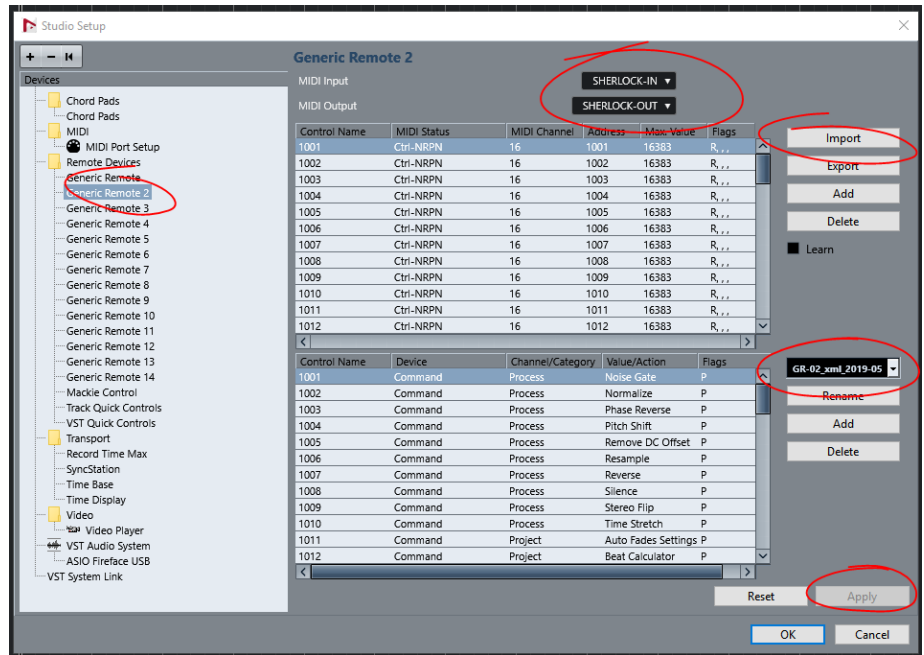 Studio Setup
Generic Remote 2
Devices
Chord Pads
Chord Pads
MIDI
MIDI Port Setup
Remote Devices
Generic Remote
Generic Remote 2
Generic Remote 3
Generic Remote 4
Generic Remote 5
Generic Remote 6
Generic Remote 7
Generic Remote 8
Generic Remote 9
Generic Remote 10
Generic Remote 11
Generic Remote 12
Generic Remote 13
Generic Remote 14
Mackie Control
Track Quick Controls
VST Quick Controls
Transport
Record Time Max
SyncStation
Time Base
Time Display
Video
Video Player
VST Audio System
ASIO Fireface USB
VST System Link
MIDI Input SHERLOCK-IN
MIDI Output SHERLOCK-OUT
Control Name MIDI Status MIDI Channel Address Max. Value Flags
1001 Ctrl-NRPN 16 1001 16383 R, , ,
1002 Ctrl-NRPN 16 1002 16383 R, , ,
1003 Ctrl-NRPN 16 1003 16383 R, , ,
1004 Ctrl-NRPN 16 1004 16383 R, , ,
1005 Ctrl-NRPN 16 1005 16383 R, , ,
1006 Ctrl-NRPN 16 1006 16383 R, , ,
1007 Ctrl-NRPN 16 1007 16383 R, , ,
1008 Ctrl-NRPN 16 1008 16383 R, , ,
1009 Ctrl-NRPN 16 1009 16383 R, , ,
1010 Ctrl-NRPN 16 1010 16383 R, , ,
1011 Ctrl-NRPN 16 1011 16383 R, , ,
1012 Ctrl-NRPN 16 1012 16383 R, , ,
Import
Export
Add
Delete
Learn
Control Name Device Channel/Category Value/Action Flags
1001 Command Process Noise Gate P
1002 Command Process Normalize P
1003 Command Process Phase Reverse P
1004 Command Process Pitch Shift P
1005 Command Process Remove DC Offset P
1006 Command Process Resample P
1007 Command Process Reverse P
1008 Command Process Silence P
1009 Command Process Stereo Flip P
1010 Command Process Time Stretch P
1011 Command Project Auto Fades Settings P
1012 Command Project Beat Calculator P
GR-02_xml_2019-05
Rename
Add
Delete
Reset Apply
OK Cancel